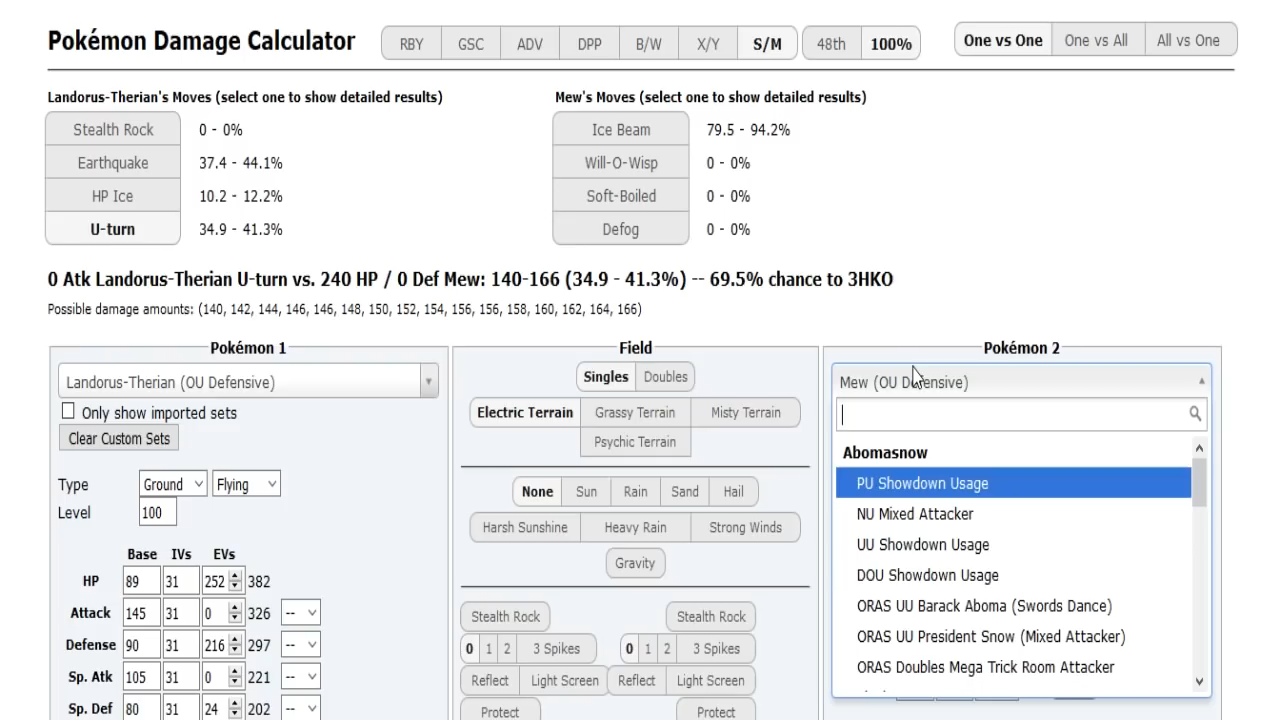 Pokémon Damage Calculator
RBY GSC ADV DPP B/W X/Y S/M 48th 100% One vs One One vs All All vs One
Landorus-Therian's Moves (select one to show detailed results)
Stealth Rock 0 - 0%
Earthquake 37.4 - 44.1%
HP Ice 10.2 - 12.2%
U-turn 34.9 - 41.3%
Mew's Moves (select one to show detailed results)
Ice Beam 79.5 - 94.2%
Will-O-Wisp 0 - 0%
Soft-Boiled 0 - 0%
Defog 0 - 0%
0 Atk Landorus-Therian U-turn vs. 240 HP / 0 Def Mew: 140-166 (34.9 - 41.3%) -- 69.5% chance to 3HKO
Possible damage amounts: (140, 142, 144, 146, 146, 148, 150, 152, 154, 156, 156, 158, 160, 162, 164, 166)
Pokémon 1
Landorus-Therian (OU Defensive)
Only show imported sets
Clear Custom Sets
Type Ground Flying
Level 100
Base IVs EVs
HP 89 31 252 382
Attack 145 31 0 326 --
Defense 90 31 216 297 --
Sp. Atk 105 31 0 221 --
Sp. Def 80 31 24 202 --
Field
Singles Doubles
Electric Terrain Grassy Terrain Misty Terrain
Psychic Terrain
None Sun Rain Sand Hail
Harsh Sunshine Heavy Rain Strong Winds
Gravity
Stealth Rock Stealth Rock
0 1 2 3 Spikes 0 1 2 3 Spikes
Reflect Light Screen Reflect Light Screen
Protect Protect
Pokémon 2
Mew (OU Defensive)
Abomasnow
PU Showdown Usage
NU Mixed Attacker
UU Showdown Usage
DOU Showdown Usage
ORAS UU Barack Aboma (Swords Dance)
ORAS UU President Snow (Mixed Attacker)
ORAS Doubles Mega Trick Room Attacker